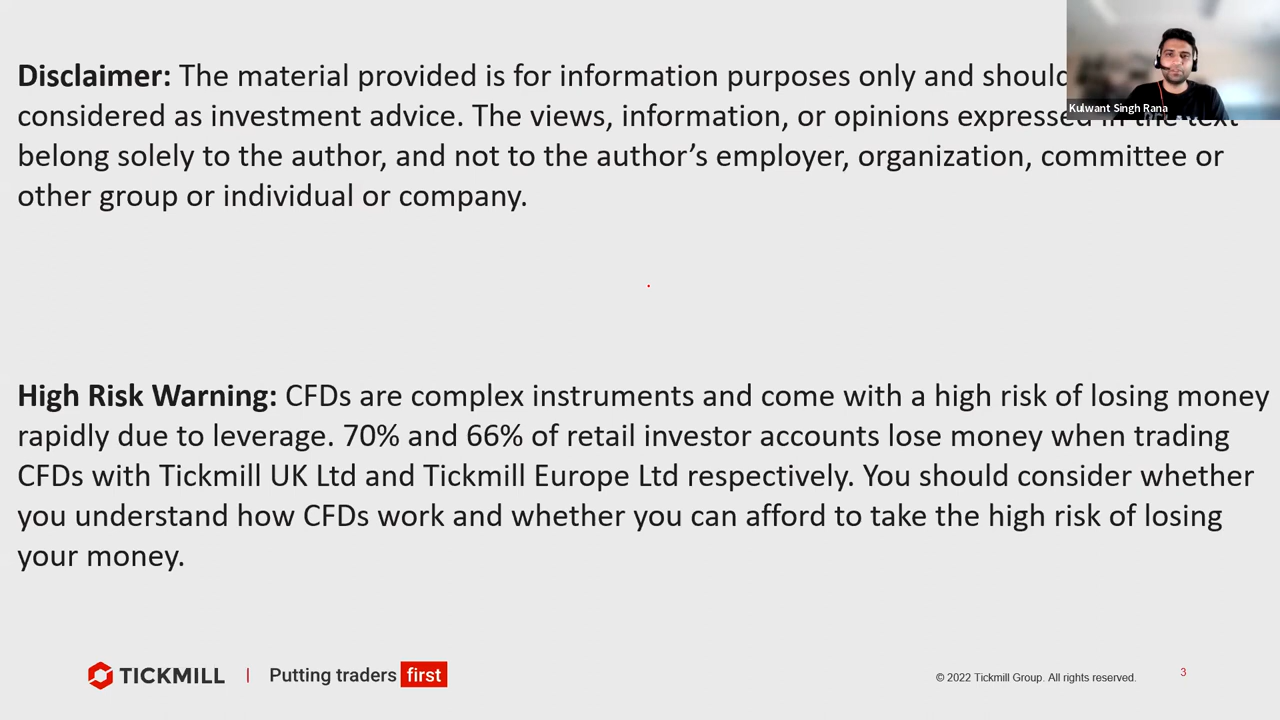 Disclaimer: The material provided is for information purposes only and should
considered as investment advice. The views, information, or opinions expressed in the text
belong solely to the author, and not to the author’s employer, organization, committee or
other group or individual or company.
Kulwant Singh Rana
High Risk Warning: CFDs are complex instruments and come with a high risk of losing money
rapidly due to leverage. 70% and 66% of retail investor accounts lose money when trading
CFDs with Tickmill UK Ltd and Tickmill Europe Ltd respectively. You should consider whether
you understand how CFDs work and whether you can afford to take the high risk of losing
your money.
TICKMILL | Putting traders first
© 2022 Tickmill Group. All rights reserved.
3